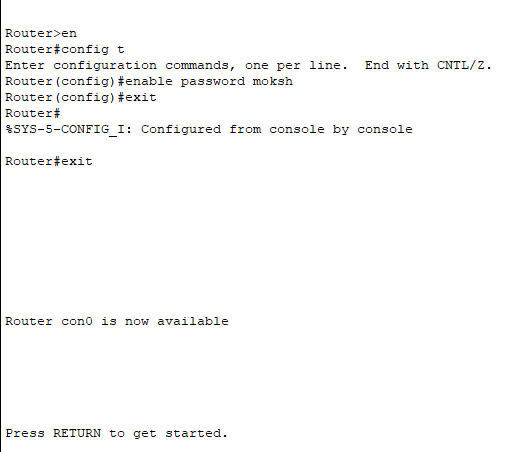 Router>en
Router#config t
Enter configuration commands, one per line.  End with CNTL/Z.
Router(config)#enable password moksh
Router(config)#exit
Router#
%SYS-5-CONFIG_I: Configured from console by console
Router#exit
Router con0 is now available
Press RETURN to get started.